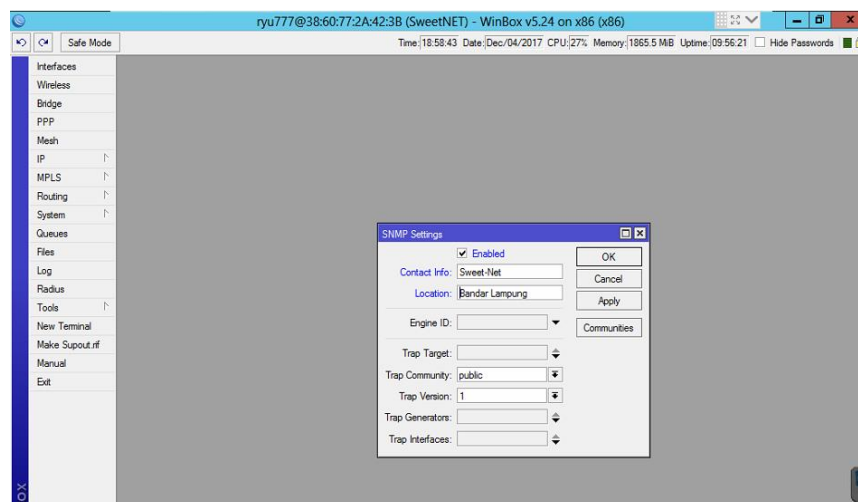 ryu777@38:60:77:2A:42:3B (SweetNET) - WinBox v5.24 on x86 (x86)
Safe Mode
Time: 18:58:43 Date: Dec/04/2017 CPU: 27% Memory: 1865.5 MiB Uptime: 09:56:21 Hide Passwords
Interfaces
Wireless
Bridge
PPP
Mesh
IP
MPLS
Routing
System
Queues
Files
Log
Radius
Tools
New Terminal
Make Supout.rif
Manual
Exit
SNMP Settings
Enabled
Contact Info: Sweet-Net
Location: Bandar Lampung
Engine ID:
Trap Target:
Trap Community: public
Trap Version: 1
Trap Generators:
Trap Interfaces:
OK
Cancel
Apply
Communities